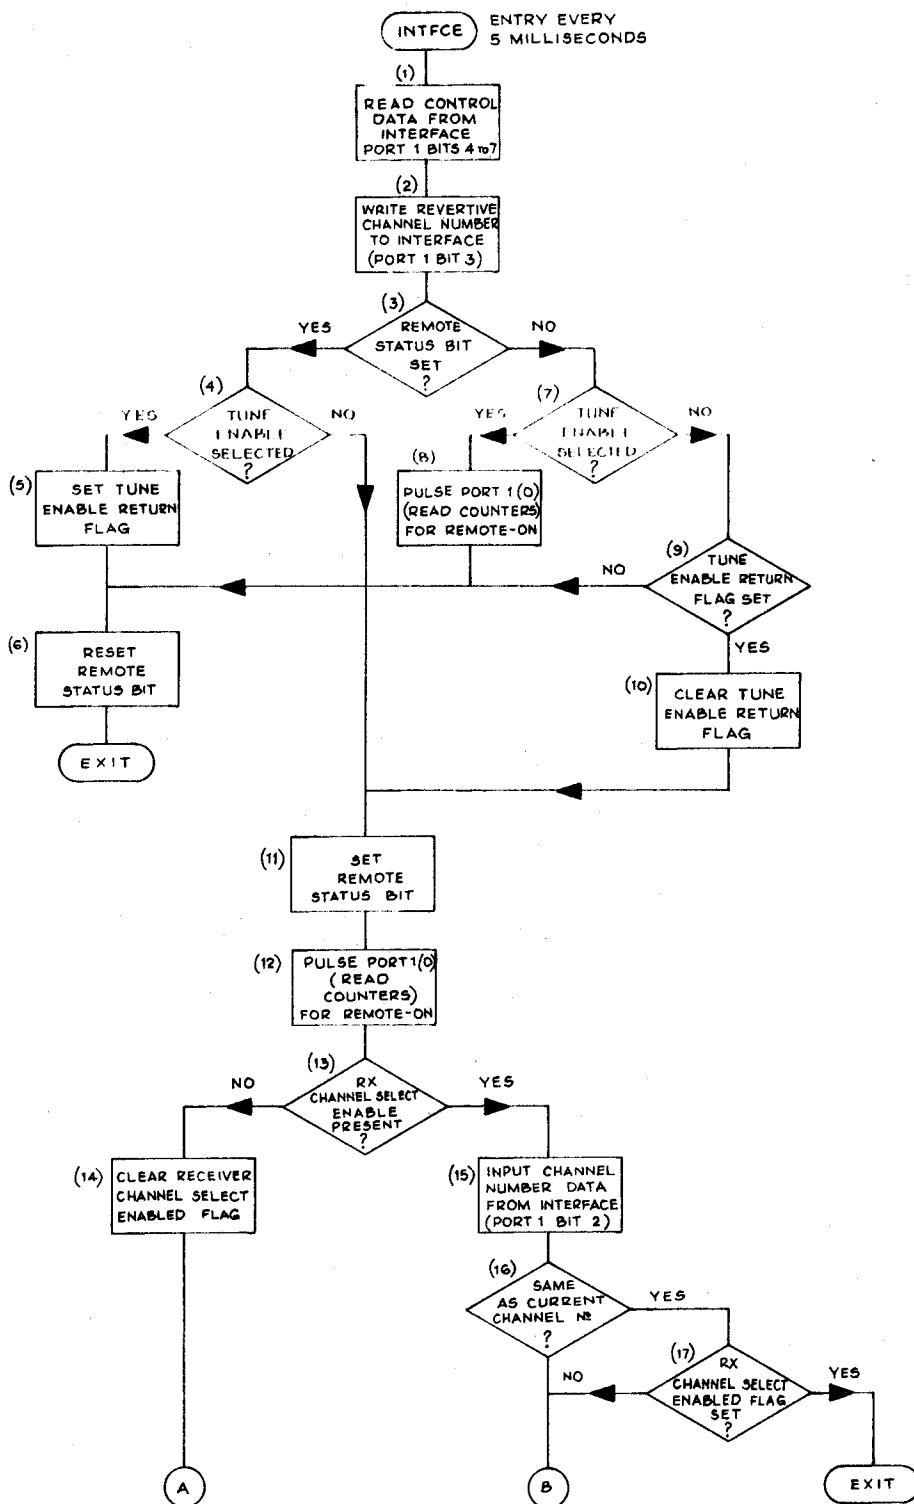 INTFCE
ENTRY EVERY
5 MILLISECONDS
(1)
READ CONTROL
DATA FROM
INTERFACE
PORT 1 BITS 4 TO 7
(2)
WRITE REVERTIVE
CHANNEL NUMBER
TO INTERFACE
(PORT 1 BIT 3)
(3)
REMOTE
STATUS BIT
SET
?
YES
NO
(4)
TUNE
ENABLE
SELECTED
?
YES
NO
(7)
TUNE
ENABLE
SELECTED
?
YES
NO
(5)
SET TUNE
ENABLE RETURN
FLAG
(8)
PULSE PORT 1(0)
(READ COUNTERS)
FOR REMOTE-ON
(9)
TUNE
ENABLE RETURN
FLAG SET
?
NO
YES
(6)
RESET
REMOTE
STATUS BIT
EXIT
(10)
CLEAR TUNE
ENABLE RETURN
FLAG
(11)
SET
REMOTE
STATUS BIT
(12)
PULSE PORT 1(0)
(READ
COUNTERS)
FOR REMOTE-ON
(13)
RX
CHANNEL SELECT
ENABLE
PRESENT
?
NO
YES
(14)
CLEAR RECEIVER
CHANNEL SELECT
ENABLED FLAG
(15)
INPUT CHANNEL
NUMBER DATA
FROM INTERFACE
(PORT 1 BIT 2)
(16)
SAME
AS CURRENT
CHANNEL Nº
?
YES
NO
(17)
RX
CHANNEL SELECT
ENABLED FLAG
SET
?
YES
A
B
EXIT